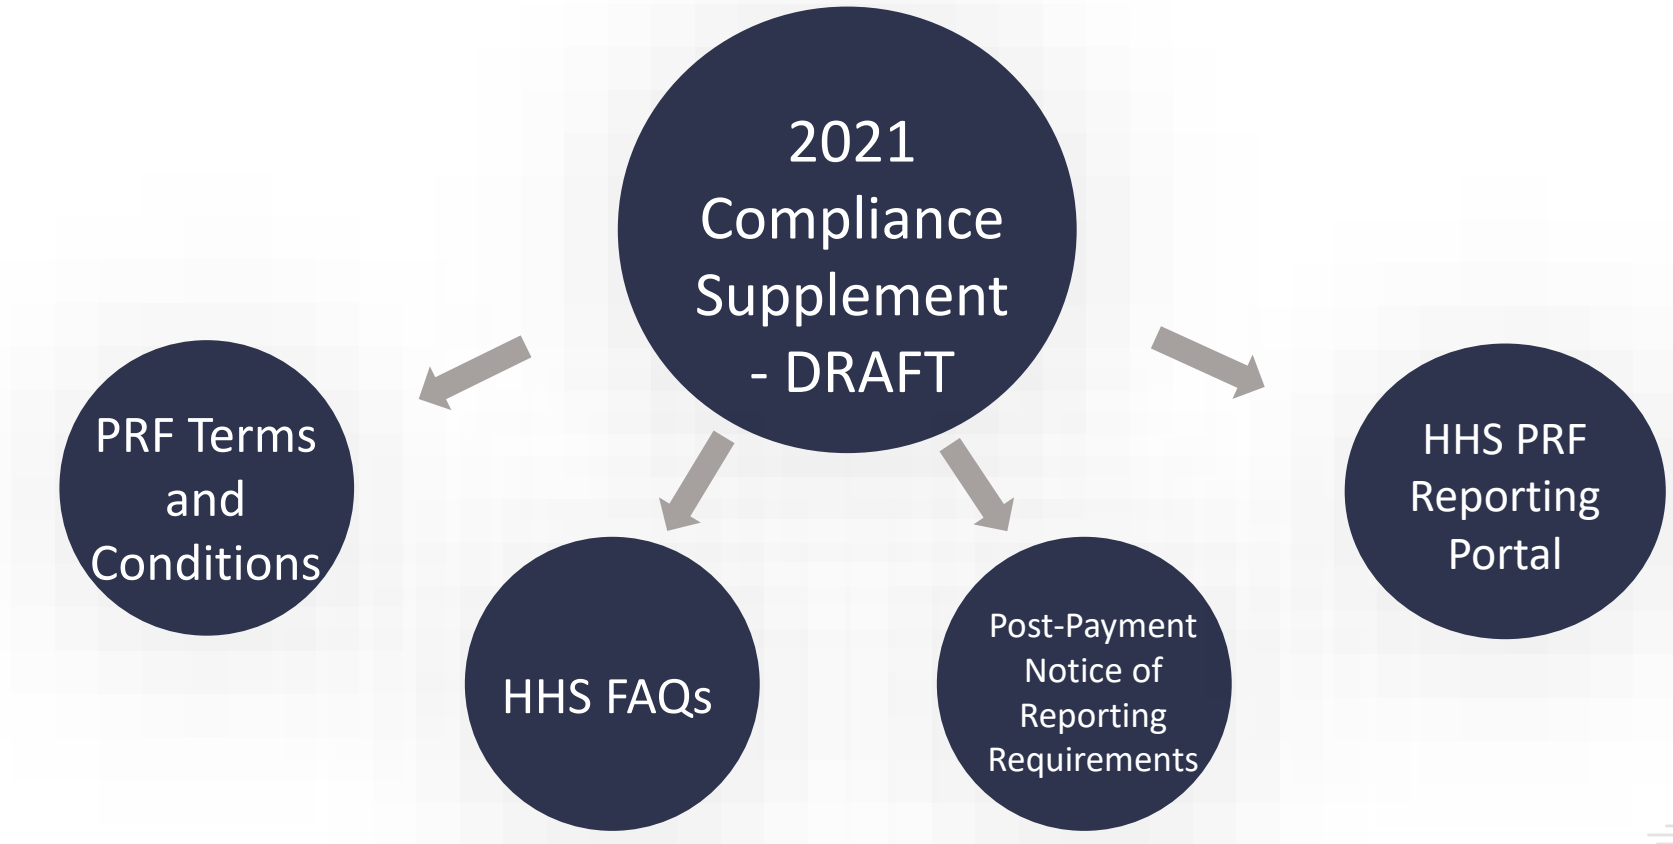 2021
Compliance
Supplement
- DRAFT
PRF Terms
and
Conditions
HHS FAQs
Post-Payment
Notice of
Reporting
Requirements
HHS PRF
Reporting
Portal